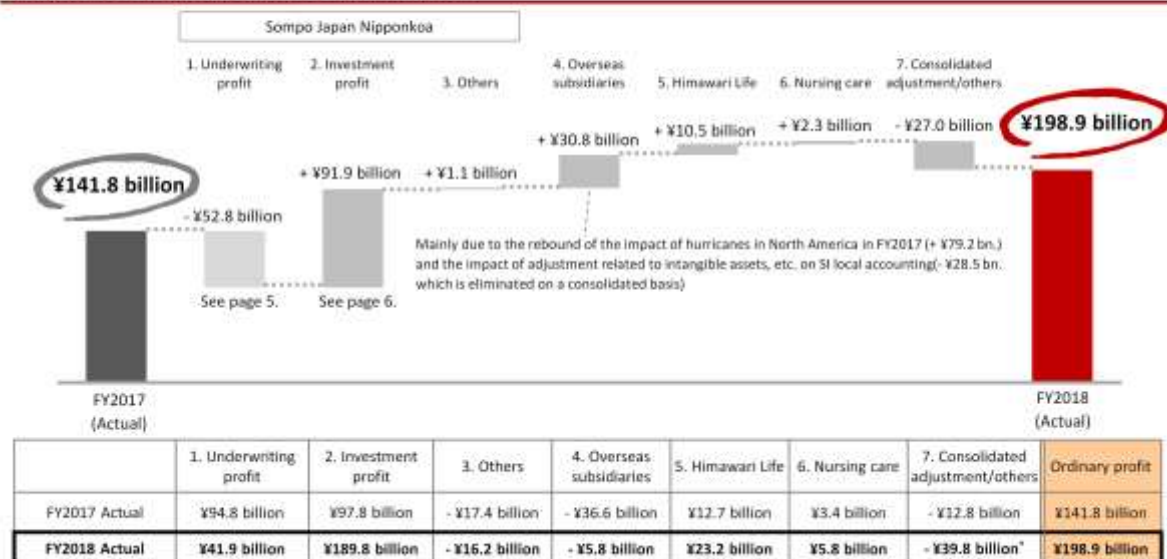 Sompo Japan Nipponkoa
1. Underwriting profit
2. Investment profit
3. Others
4. Overseas subsidiaries
5. Himawari Life
6. Nursing care
7. Consolidated adjustment/others
¥141.8 billion
- ¥52.8 billion
+ ¥91.9 billion
+ ¥1.1 billion
+ ¥30.8 billion
+ ¥10.5 billion
+ ¥2.3 billion
- ¥27.0 billion
¥198.9 billion
See page 5.
See page 6.
Mainly due to the rebound of the impact of hurricanes in North America in FY2017 (+ ¥79.2 bn.)
and the impact of adjustment related to intangible assets, etc. on SI local accounting(- ¥28.5 bn.
which is eliminated on a consolidated basis)
FY2017
(Actual)
FY2018
(Actual)
1. Underwriting profit 2. Investment profit 3. Others 4. Overseas subsidiaries 5. Himawari Life 6. Nursing care 7. Consolidated adjustment/others Ordinary profit
FY2017 Actual ¥94.8 billion ¥97.8 billion - ¥17.4 billion - ¥36.6 billion ¥12.7 billion ¥3.4 billion - ¥12.8 billion ¥141.8 billion
FY2018 Actual ¥41.9 billion ¥189.8 billion - ¥16.2 billion - ¥5.8 billion ¥23.2 billion ¥5.8 billion - ¥39.8 billion* ¥198.9 billion